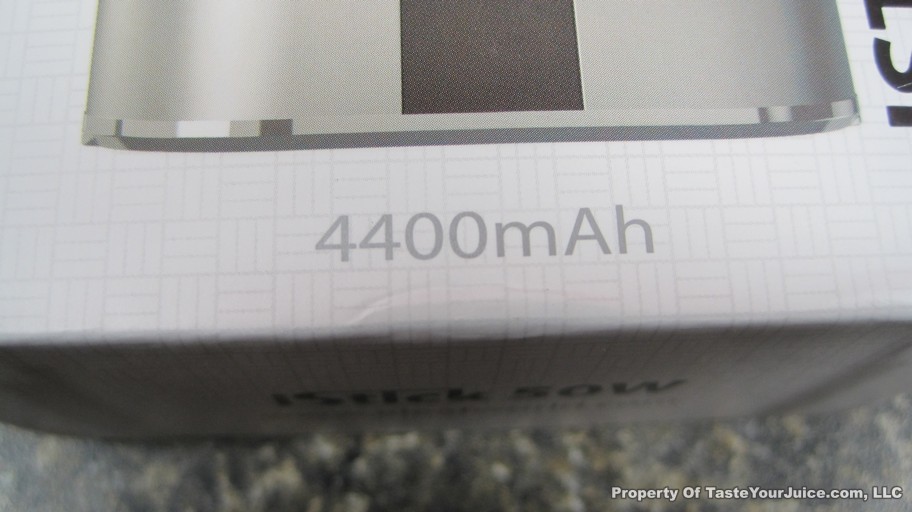 4400mAh
iStick 50W
Property Of TasteYourJuice.com, LLC